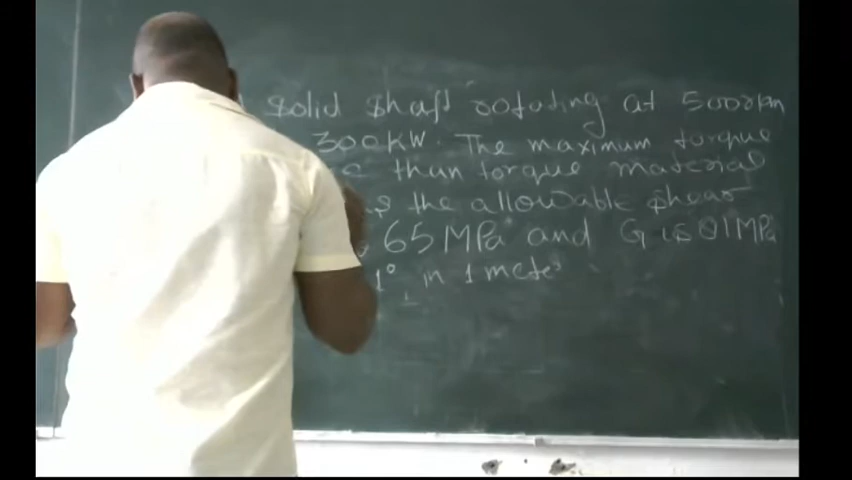 Solid shaft rotating at 500rpm
300KW. The maximum torque
than torque material
the allowable shear
65 MPa and G is 81MPa
1° in 1 meter